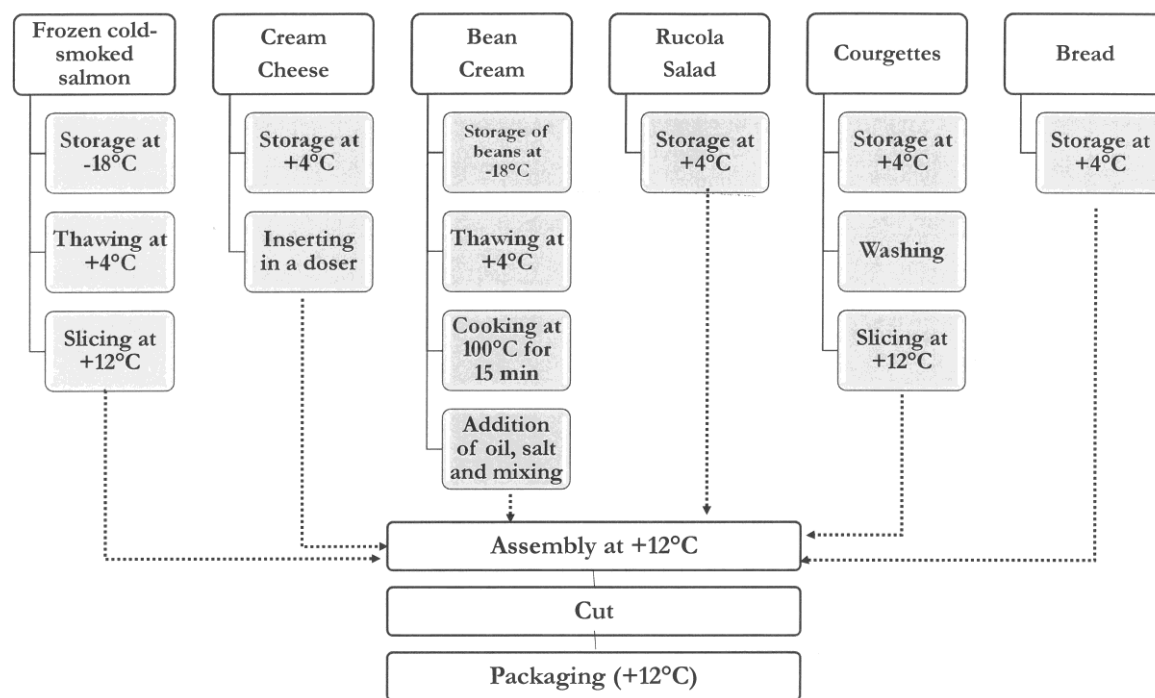 Frozen cold-
smoked
salmon
Storage at
-18°C
Thawing at
+4°C
Slicing at
+12°C
Cream
Cheese
Storage at
+4°C
Inserting
in a doser
Bean
Cream
Storage of
beans at
-18°C
Thawing at
+4°C
Cooking at
100°C for
15 min
Addition
of oil, salt
and mixing
Rucola
Salad
Storage at
+4°C
Courgettes
Storage at
+4°C
Washing
Slicing at
+12°C
Bread
Storage at
+4°C
Assembly at +12°C
Cut
Packaging (+12°C)